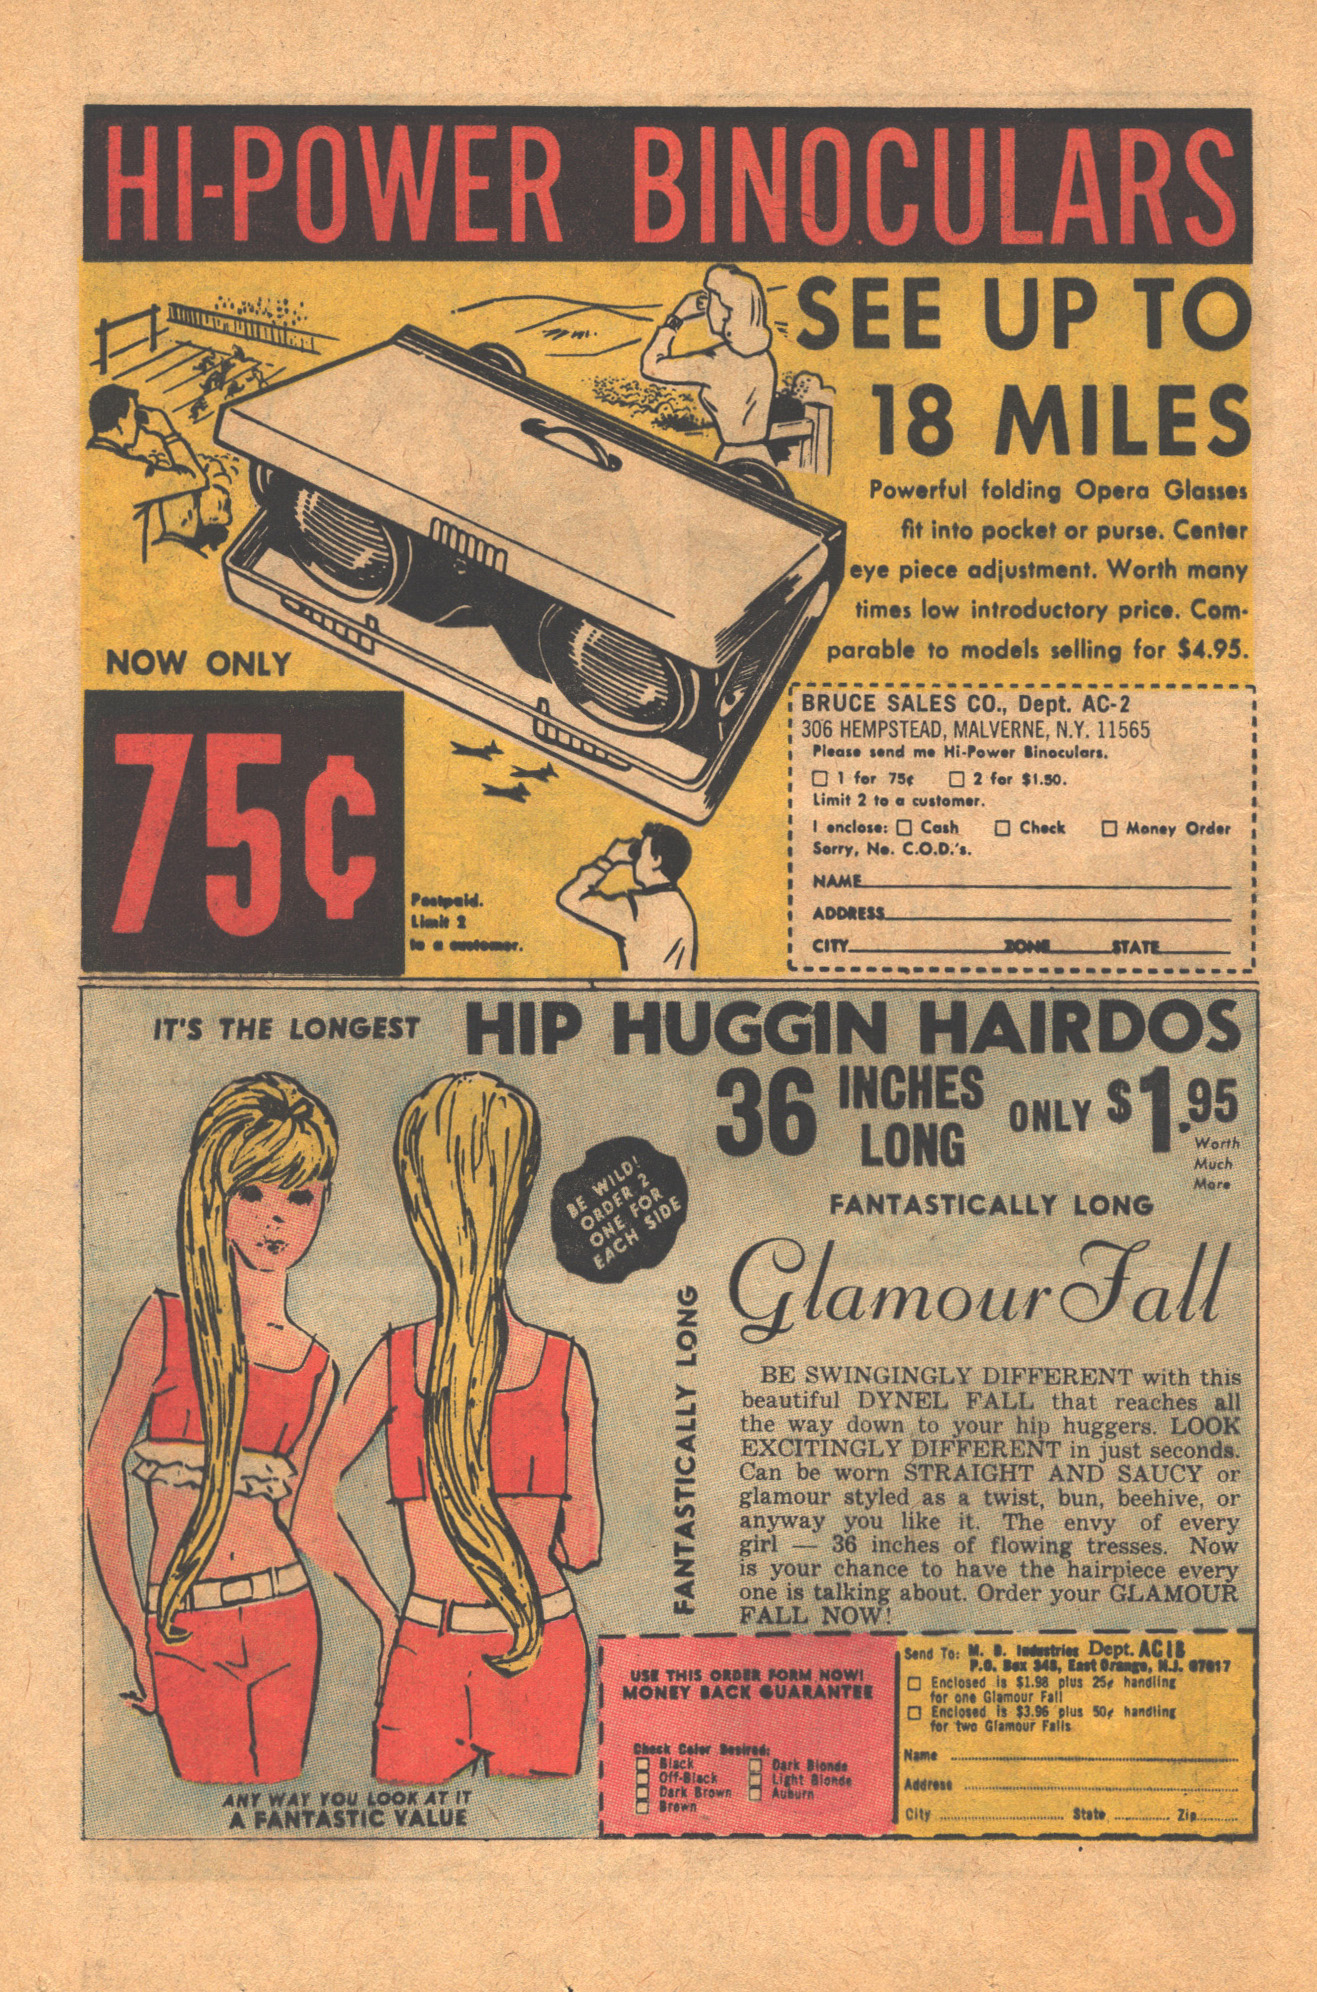 HI-POWER BINOCULARS
SEE UP TO
18 MILES
Powerful folding Opera Glasses
fit into pocket or purse. Center
eye piece adjustment. Worth many
times low introductory price. Com-
parable to models selling for $4.95.
NOW ONLY
75¢
Postpaid.
Limit 2
to a customer.
BRUCE SALES CO., Dept. AC-2
306 HEMPSTEAD, MALVERNE, N.Y. 11565
Please send me Hi-Power Binoculars.
1 for 75¢ 2 for $1.50.
Limit 2 to a customer.
I enclose: Cash Check Money Order
Sorry, No. C.O.D.'s.
NAME
ADDRESS
CITY ZONE STATE
IT'S THE LONGEST HIP HUGGIN HAIRDOS
36 INCHES LONG ONLY $1.95
Worth
Much
More
BE WILD!
ORDER 2
ONE FOR
EACH SIDE
FANTASTICALLY LONG
Glamour Fall
FANTASTICALLY LONG
BE SWINGINGLY DIFFERENT with this
beautiful DYNEL FALL that reaches all
the way down to your hip huggers. LOOK
EXCITINGLY DIFFERENT in just seconds.
Can be worn STRAIGHT AND SAUCY or
glamour styled as a twist, bun, beehive, or
anyway you like it. The envy of every
girl — 36 inches of flowing tresses. Now
is your chance to have the hairpiece every
one is talking about. Order your GLAMOUR
FALL NOW!
ANY WAY YOU LOOK AT IT
A FANTASTIC VALUE
USE THIS ORDER FORM NOW!
MONEY BACK GUARANTEE
Check Color Desired:
Black
Off-Black
Dark Brown
Brown
Dark Blonde
Light Blonde
Auburn
Send To: M. B. Industries Dept. ACIB
P.O. Box 348, East Orange, N.J. 07017
Enclosed is $1.98 plus 25¢ handling
for one Glamour Fall
Enclosed is $3.96 plus 50¢ handling
for two Glamour Falls
Name
Address
City State Zip